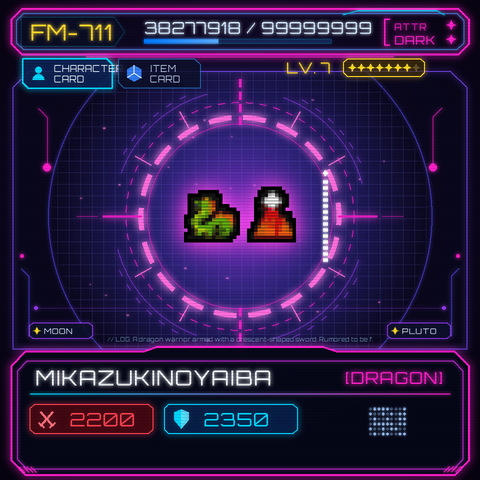 FM-711
38277918 / 99999999
ATTR
DARK
CHARACTER
CARD
ITEM
CARD
LV.7
MOON
PLUTO
// LOG: A dragon warrior armed with a crescent-shaped sword. Rumored to be f
MIKAZUKINOYAIBA
[DRAGON]
2200
2350